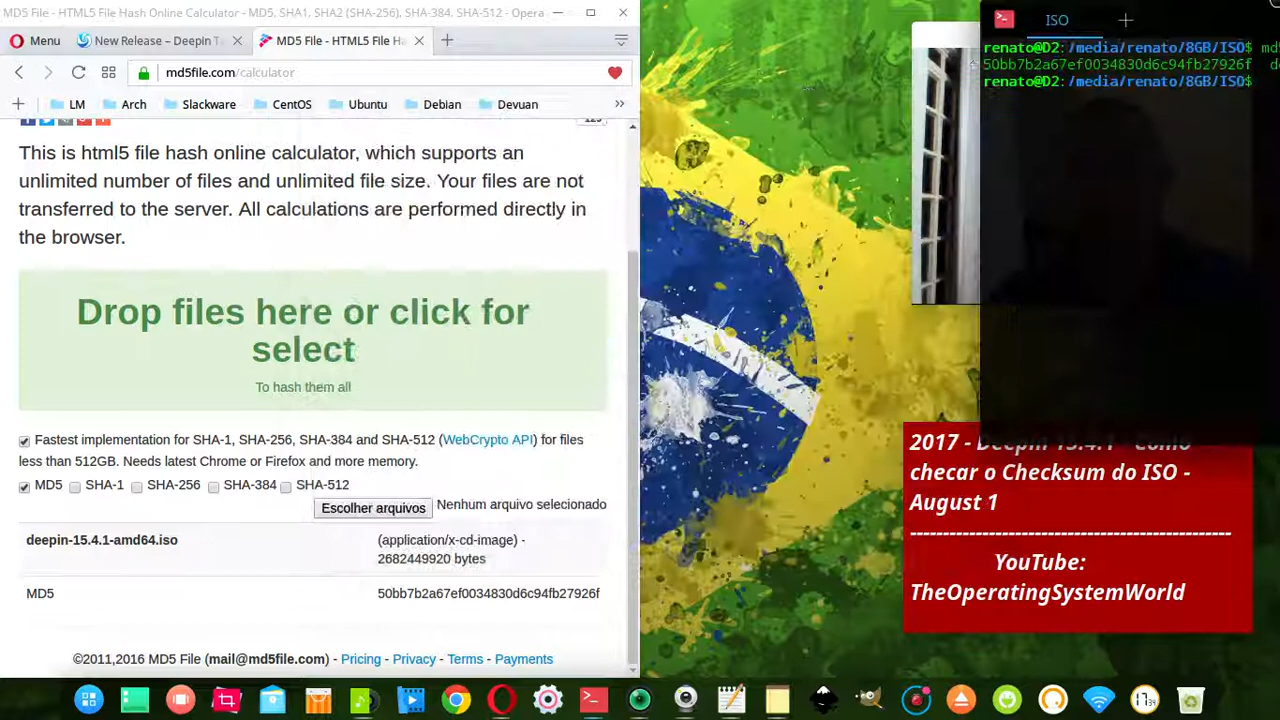 MD5 File - HTML5 File Hash Online Calculator - MD5, SHA1, SHA2 (SHA-256), SHA-384, SHA-512 - Opera
Menu
New Release – Deepin T
MD5 File - HTML5 File Ha
md5file.com/calculator
LM
Arch
Slackware
CentOS
Ubuntu
Debian
Devuan
This is html5 file hash online calculator, which supports an
unlimited number of files and unlimited file size. Your files are not
transferred to the server. All calculations are performed directly in
the browser.
Drop files here or click for
select
To hash them all
Fastest implementation for SHA-1, SHA-256, SHA-384 and SHA-512 (WebCrypto API) for files
less than 512GB. Needs latest Chrome or Firefox and more memory.
MD5 SHA-1 SHA-256 SHA-384 SHA-512
Escolher arquivos Nenhum arquivo selecionado
deepin-15.4.1-amd64.iso (application/x-cd-image) -
2682449920 bytes
MD5 50bb7b2a67ef0034830d6c94fb27926f
©2011,2016 MD5 File (mail@md5file.com) - Pricing - Privacy - Terms - Payments
ISO
renato@D2:/media/renato/8GB/ISO$ md5
50bb7b2a67ef0034830d6c94fb27926f de
renato@D2:/media/renato/8GB/ISO$
2017 - Deepin 15.4.1 - Como
checar o Checksum do ISO -
August 1
YouTube:
TheOperatingSystemWorld